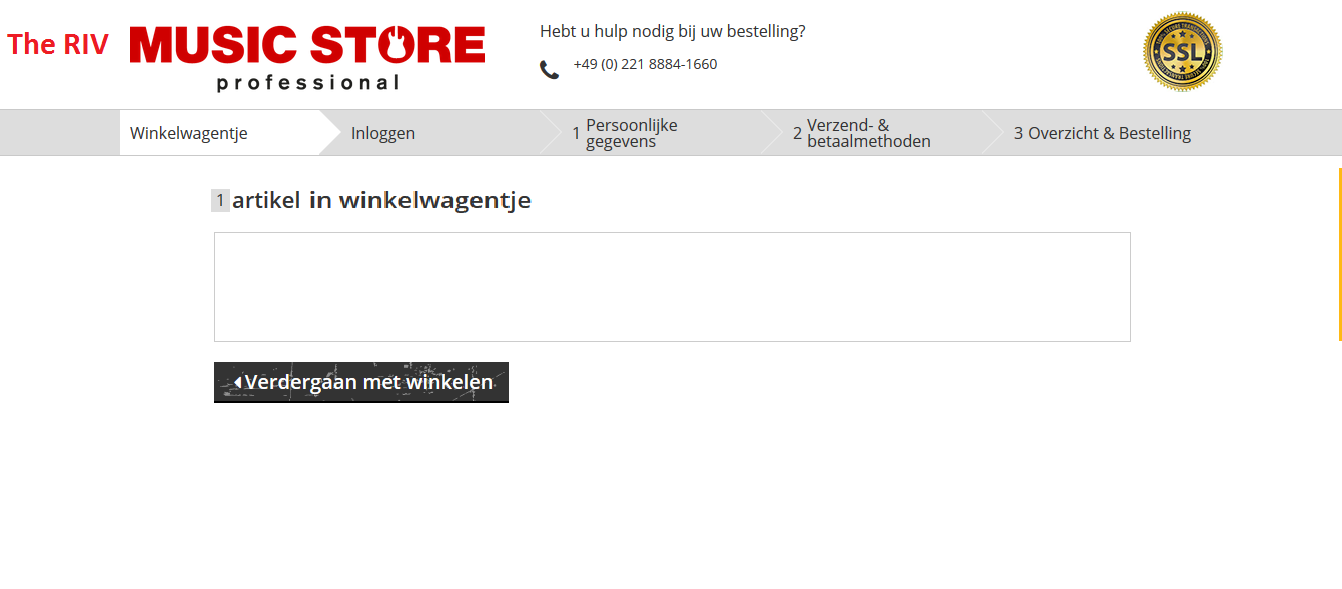 The RIV MUSIC STORE
professional
Hebt u hulp nodig bij uw bestelling?
+49 (0) 221 8884-1660
SSL
Winkelwagentje
Inloggen
1 Persoonlijke
gegevens
2 Verzend- &
betaalmethoden
3 Overzicht & Bestelling
1 artikel in winkelwagentje
Verdergaan met winkelen